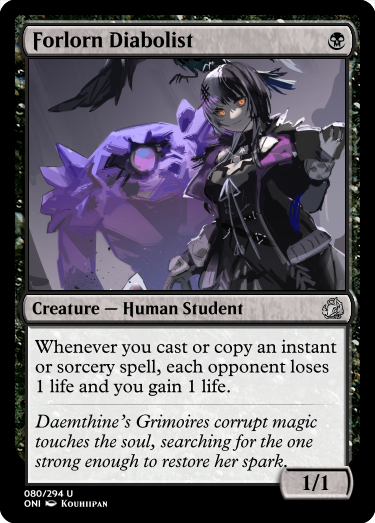 Forlorn Diabolist
Creature — Human Student
Whenever you cast or copy an instant
or sorcery spell, each opponent loses
1 life and you gain 1 life.
Daemthine's Grimoires corrupt magic
touches the soul, searching for the one
strong enough to restore her spark.
1/1
080/294 U
ONI Kouhiipan